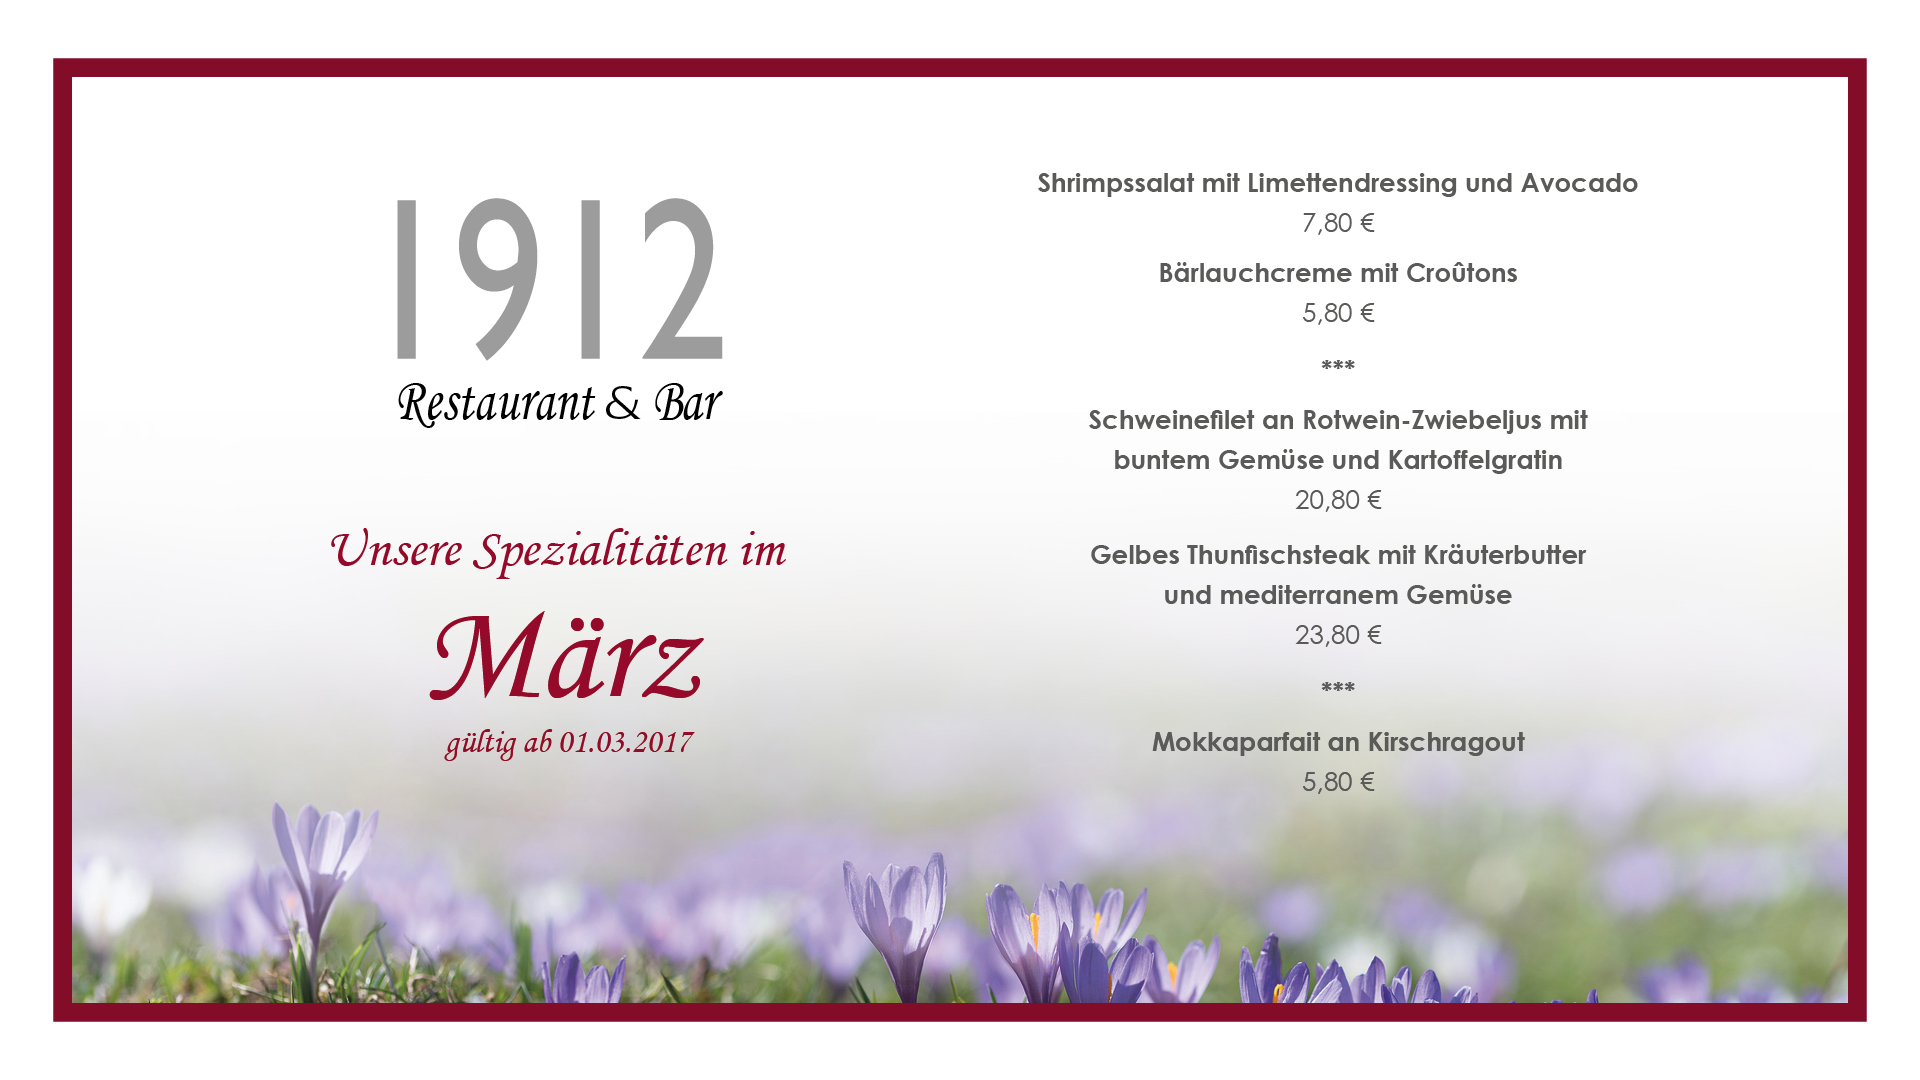 1912
Restaurant & Bar
Unsere Spezialitäten im
März
gültig ab 01.03.2017
Shrimpssalat mit Limettendressing und Avocado
7,80 €
Bärlauchcreme mit Croûtons
5,80 €
***
Schweinefilet an Rotwein-Zwiebeljus mit
buntem Gemüse und Kartoffelgratin
20,80 €
Gelbes Thunfischsteak mit Kräuterbutter
und mediterranem Gemüse
23,80 €
***
Mokkaparfait an Kirschragout
5,80 €